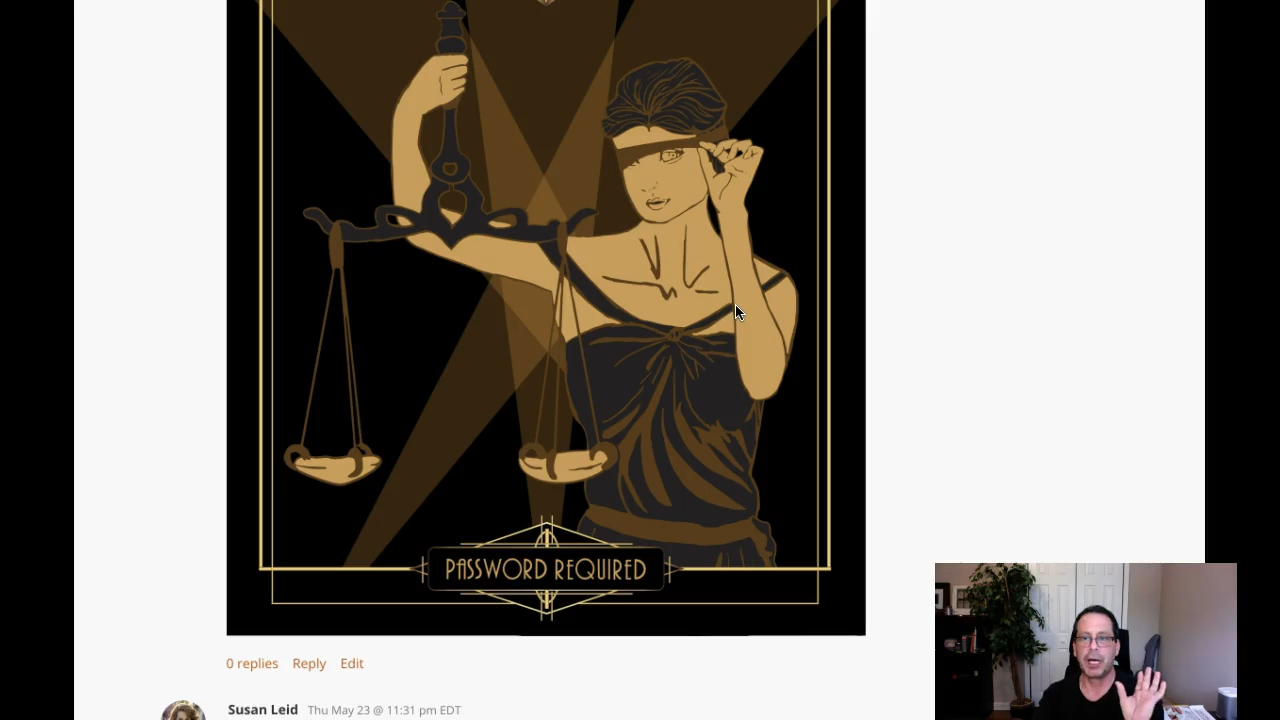 PASSWORD REQUIRED
0 replies Reply Edit
Susan Leid Thu May 23 @ 11:31 pm EDT